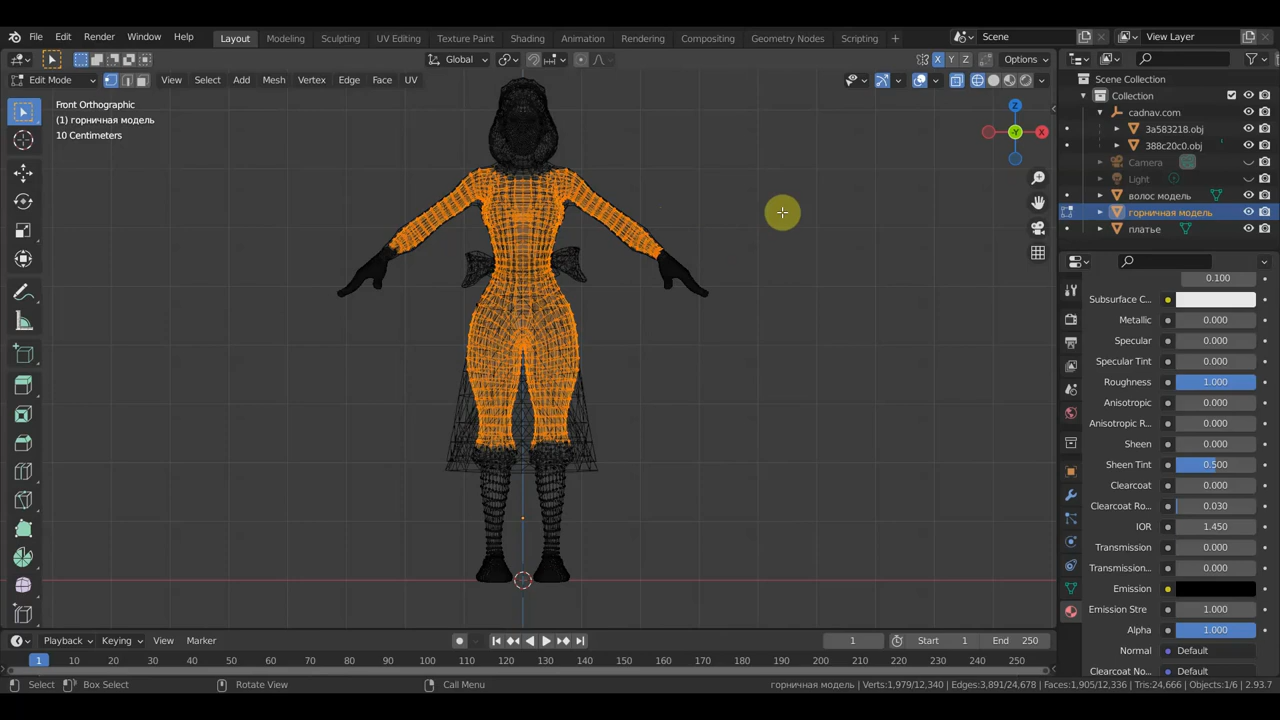 File Edit Render Window Help Layout Modeling Sculpting UV Editing Texture Paint Shading Animation Rendering Compositing Geometry Nodes Scripting + Scene View Layer
Global X Y Z Options
Edit Mode View Select Add Mesh Vertex Edge Face UV
Scene Collection
Collection
cadnav.com
3a583218.obj
388c20c0.obj
Camera
Light
волос модель
горничная модель
платье
Front Orthographic
(1) горничная модель
10 Centimeters
Z
-Y
X
0.100
Subsurface C...
Metallic 0.000
Specular 0.000
Specular Tint 0.000
Roughness 1.000
Anisotropic 0.000
Anisotropic R... 0.000
Sheen 0.000
Sheen Tint 0.500
Clearcoat 0.000
Clearcoat Ro... 0.030
IOR 1.450
Transmission 0.000
Transmission... 0.000
Emission
Emission Stre 1.000
Alpha 1.000
Normal Default
Clearcoat No... Default
Playback Keying View Marker 1 Start 1 End 250
1 10 20 30 40 50 60 70 80 90 100 110 120 130 140 150 160 170 180 190 200 210 220 230 240 250
Select Box Select Rotate View Call Menu горничная модель | Verts:1,979/12,340 | Edges:3,891/24,678 | Faces:1,905/12,336 | Tris:24,666 | Objects:1/6 | 2.93.7